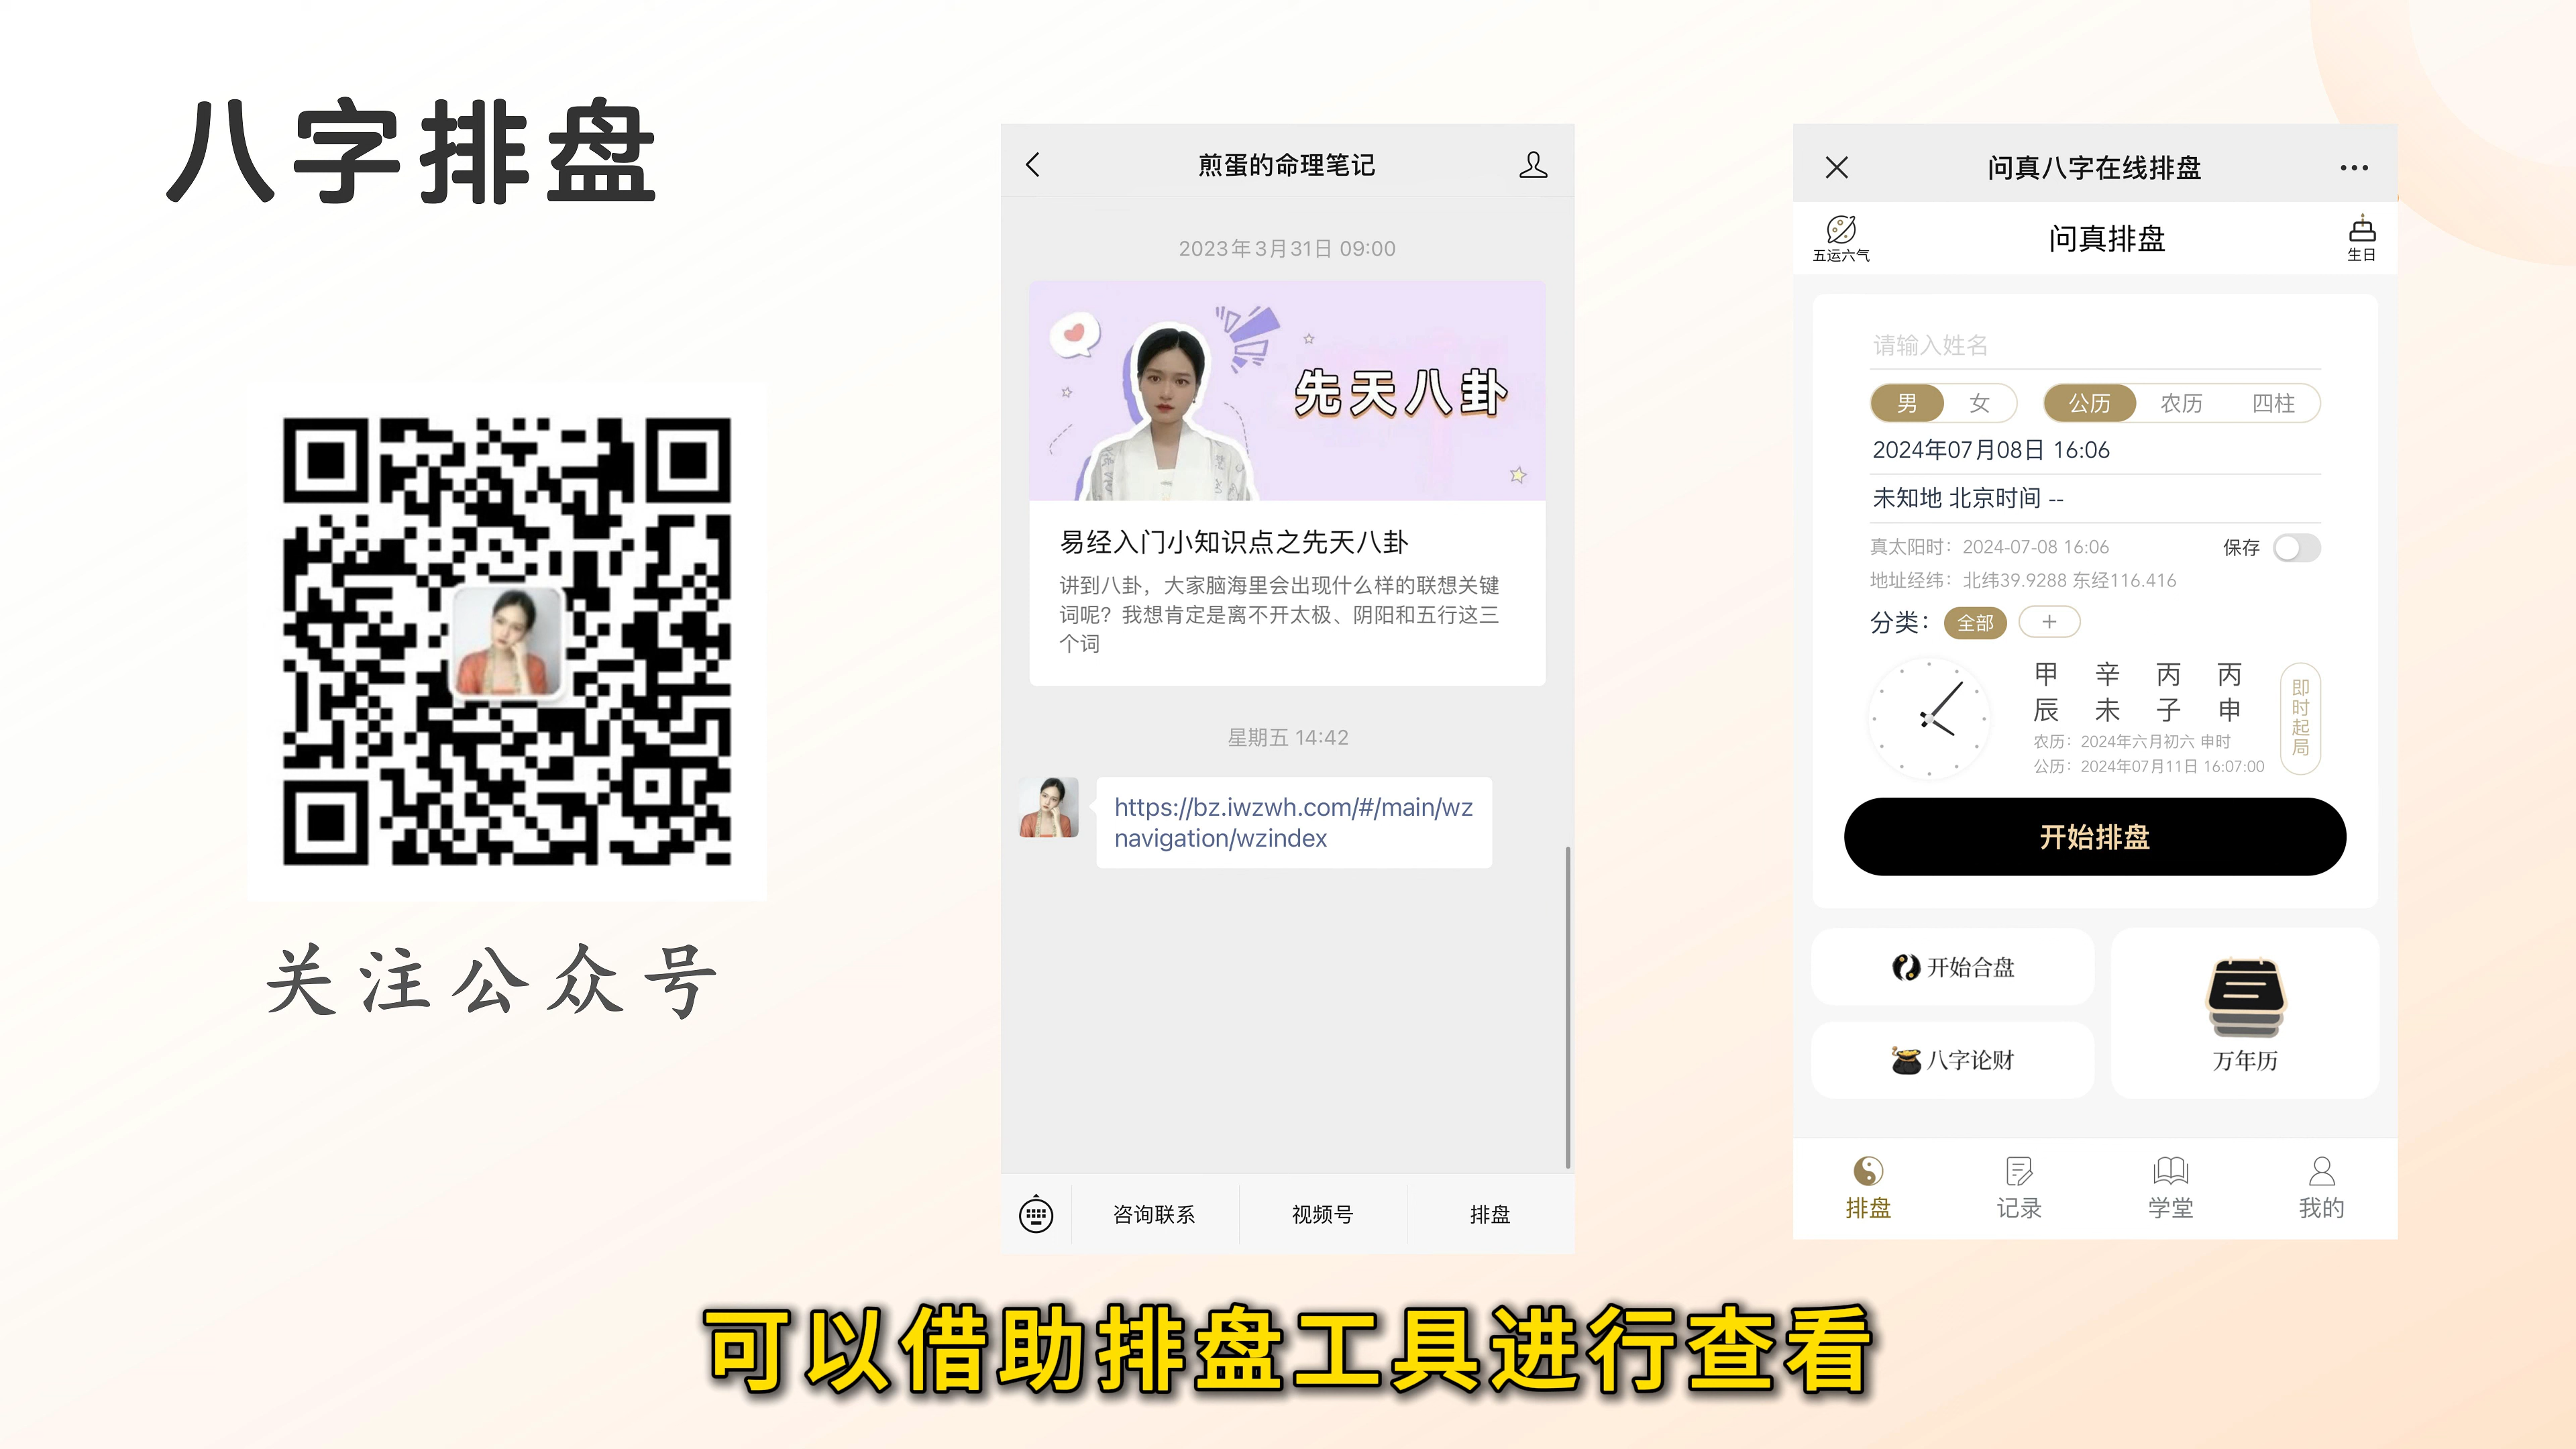 八字排盘
关注公众号
煎蛋的命理笔记
2023年3月31日 09:00
先天八卦
易经入门小知识点之先天八卦
讲到八卦，大家脑海里会出现什么样的联想关键
词呢？我想肯定是离不开太极、阴阳和五行这三
个词
星期五 14:42
https://bz.iwzwh.com/#/main/wz
navigation/wzindex
咨询联系 视频号 排盘
问真八字在线排盘
五运六气 问真排盘 生日
请输入姓名
男 女 公历 农历 四柱
2024年07月08日 16:06
未知地 北京时间 --
真太阳时：2024-07-08 16:06 保存
地址经纬：北纬39.9288 东经116.416
分类： 全部 +
甲 辛 丙 丙
辰 未 子 申
即时起局
农历：2024年六月初六 申时
公历：2024年07月11日 16:07:00
开始排盘
开始合盘
八字论财
万年历
排盘 记录 学堂 我的
可以借助排盘工具进行查看